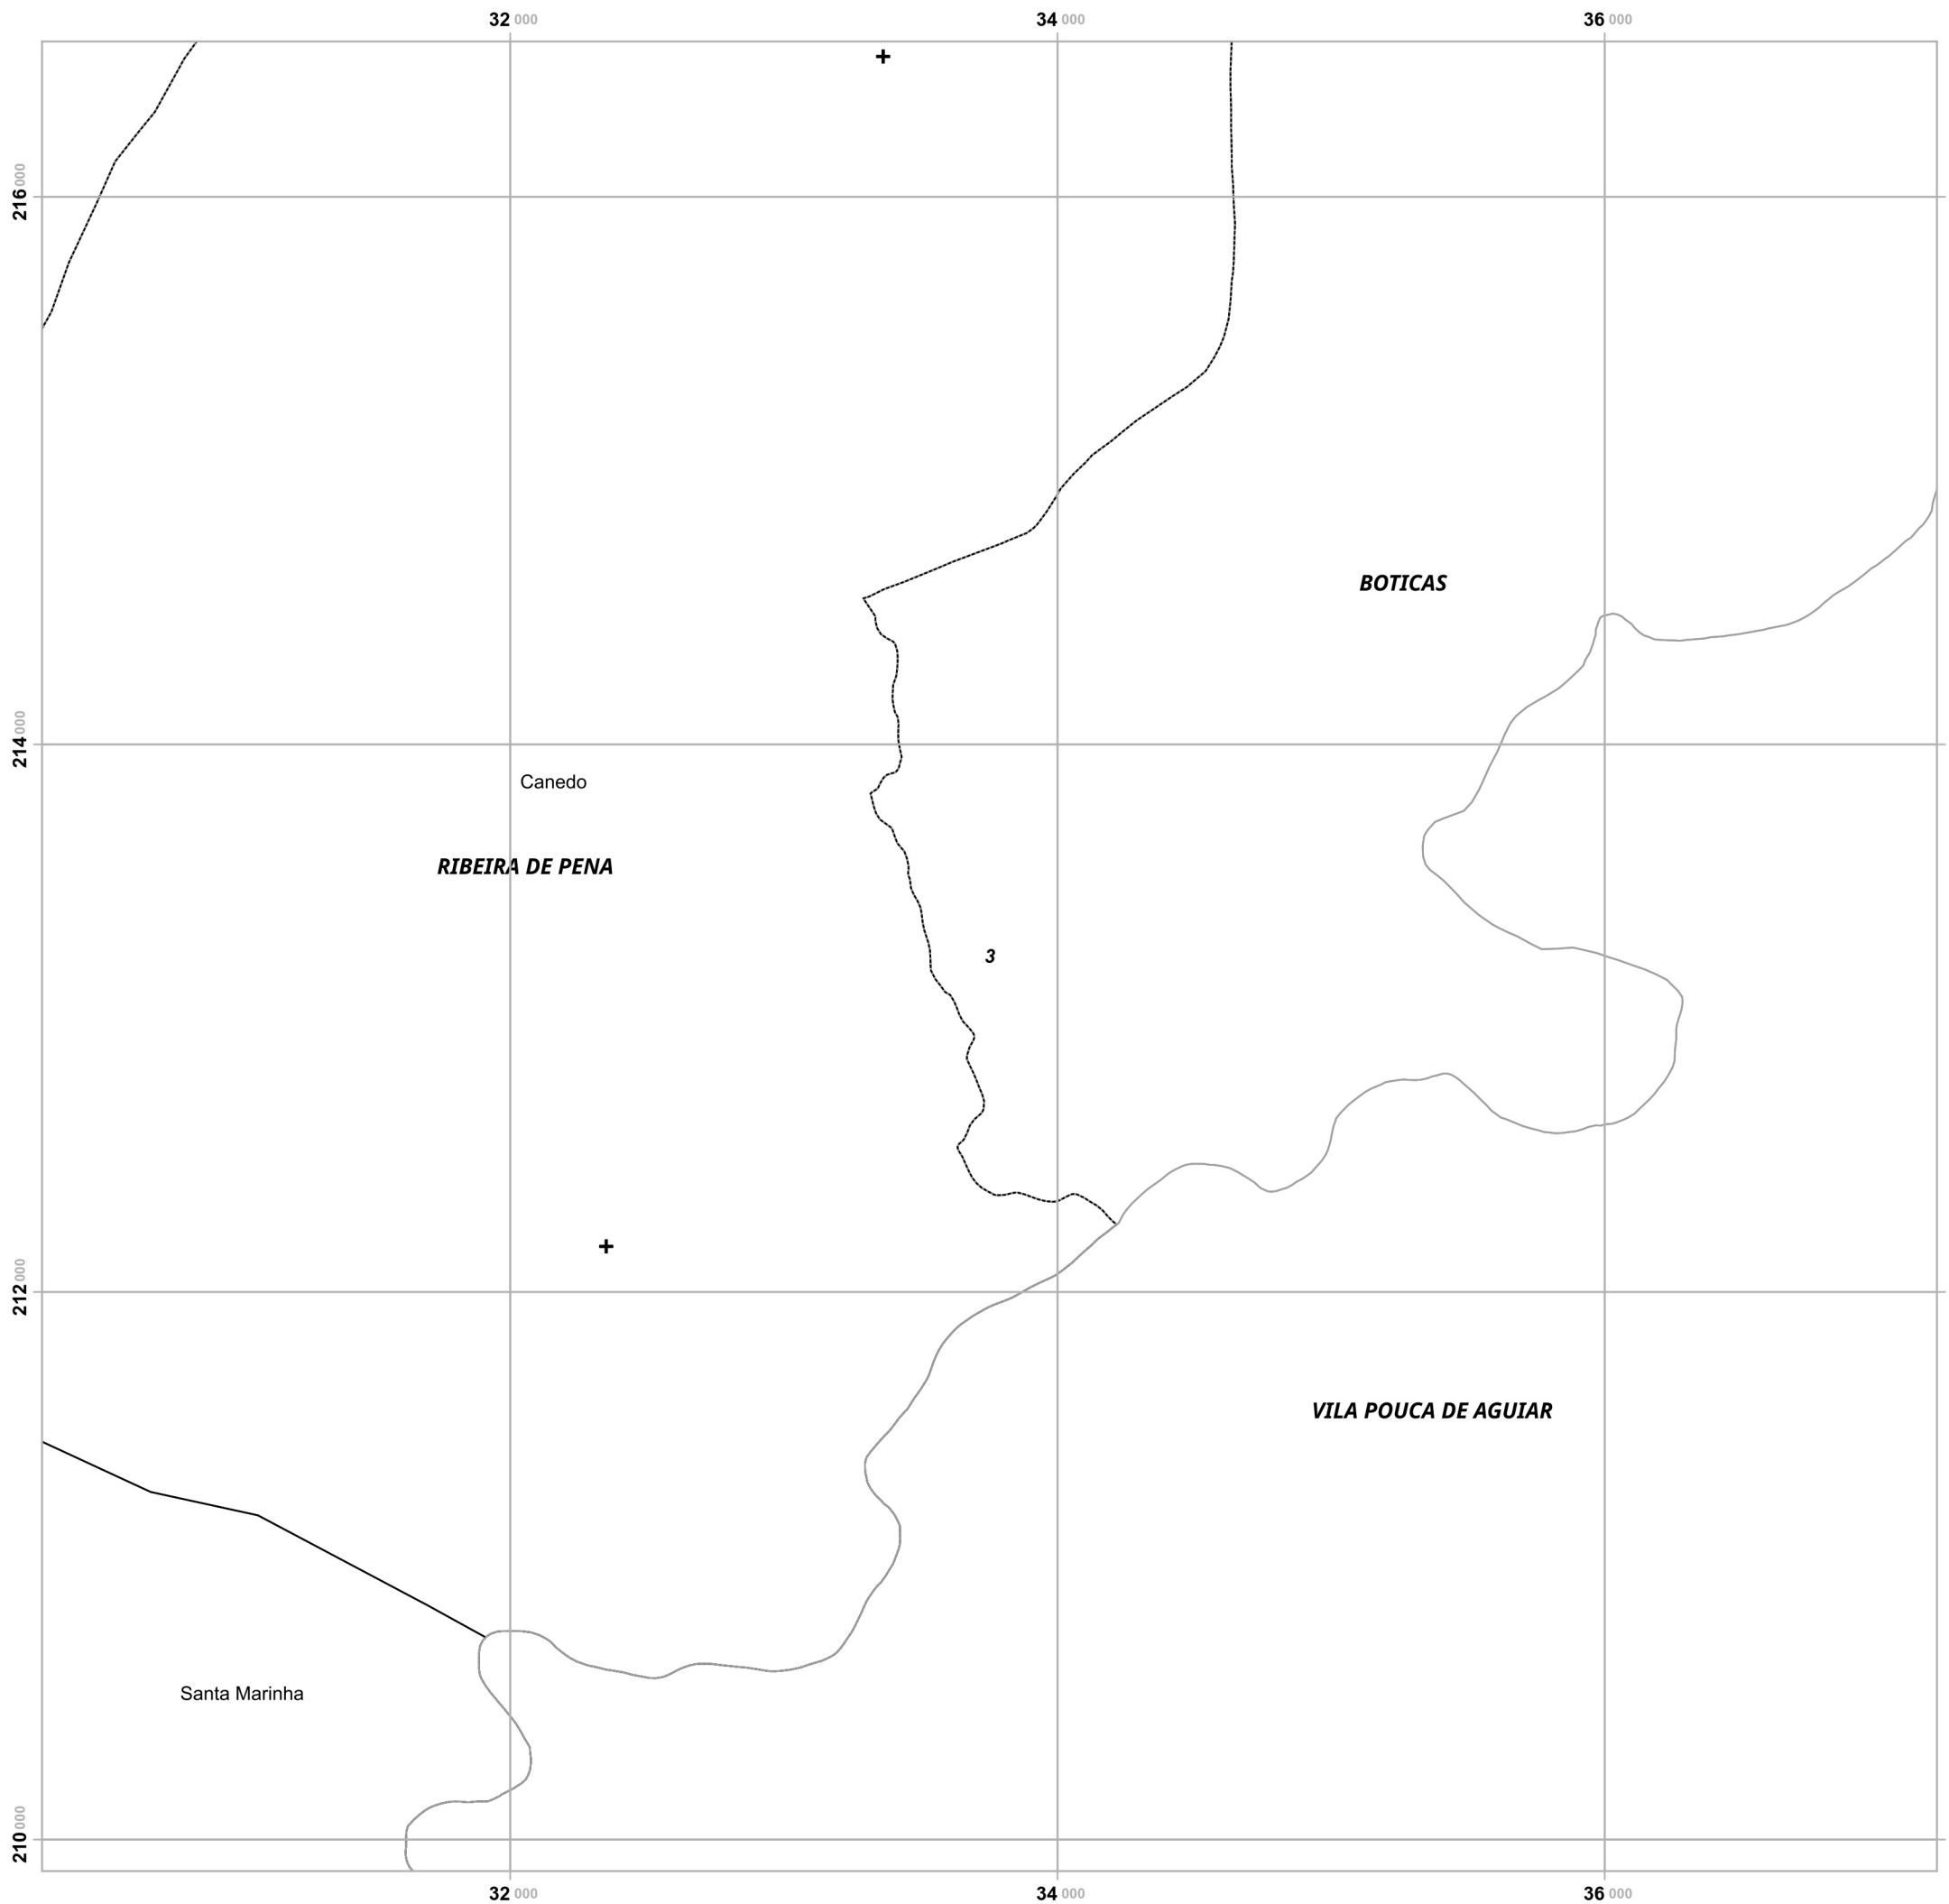 32 000
34 000
36 000
216 000
BOTICAS
214 000
Canedo
RIBEIRA DE PENA
3
212 000
VILA POUCA DE AGUIAR
Santa Marinha
210 000
32 000
34 000
36 000